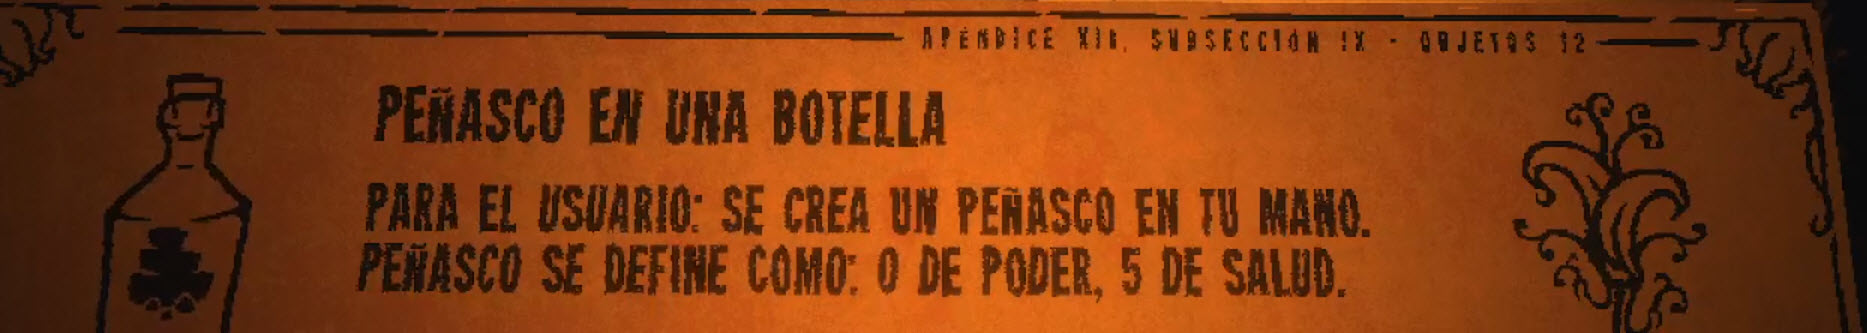 APÉNDICE XII, SUBSECCIÓN IX - OBJETOS 12
PEÑASCO EN UNA BOTELLA
PARA EL USUARIO: SE CREA UN PEÑASCO EN TU MANO.
PEÑASCO SE DEFINE COMO: 0 DE PODER, 5 DE SALUD.